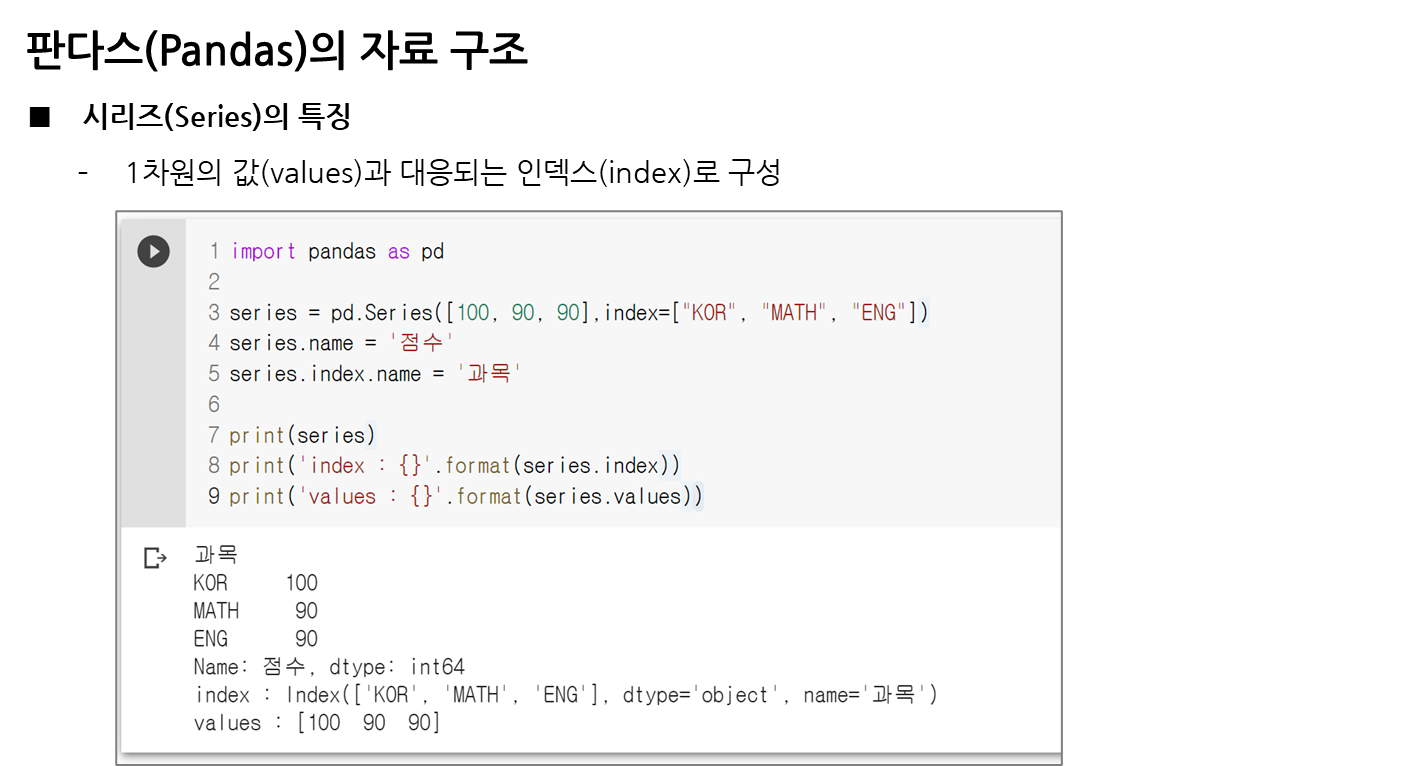 판다스(Pandas)의 자료 구조
■ 시리즈(Series)의 특징
- 1차원의 값(values)과 대응되는 인덱스(index)로 구성
1 import pandas as pd
2
3 series = pd.Series([100, 90, 90],index=["KOR", "MATH", "ENG"])
4 series.name = '점수'
5 series.index.name = '과목'
6
7 print(series)
8 print('index : {}'.format(series.index))
9 print('values : {}'.format(series.values))
과목
KOR     100
MATH     90
ENG      90
Name: 점수, dtype: int64
index : Index(['KOR', 'MATH', 'ENG'], dtype='object', name='과목')
values : [100  90  90]